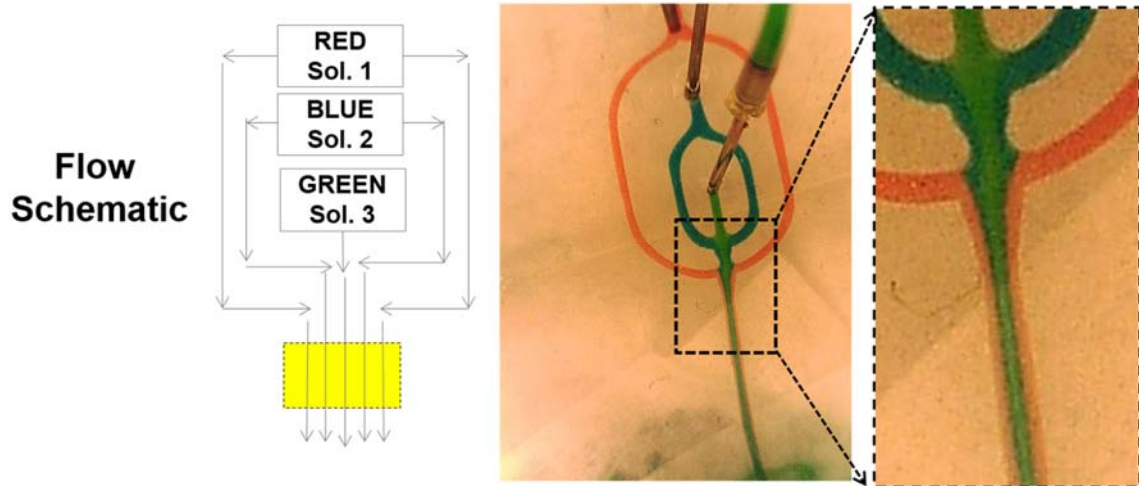 RED
Sol. 1
BLUE
Sol. 2
Flow
Schematic
GREEN
Sol. 3